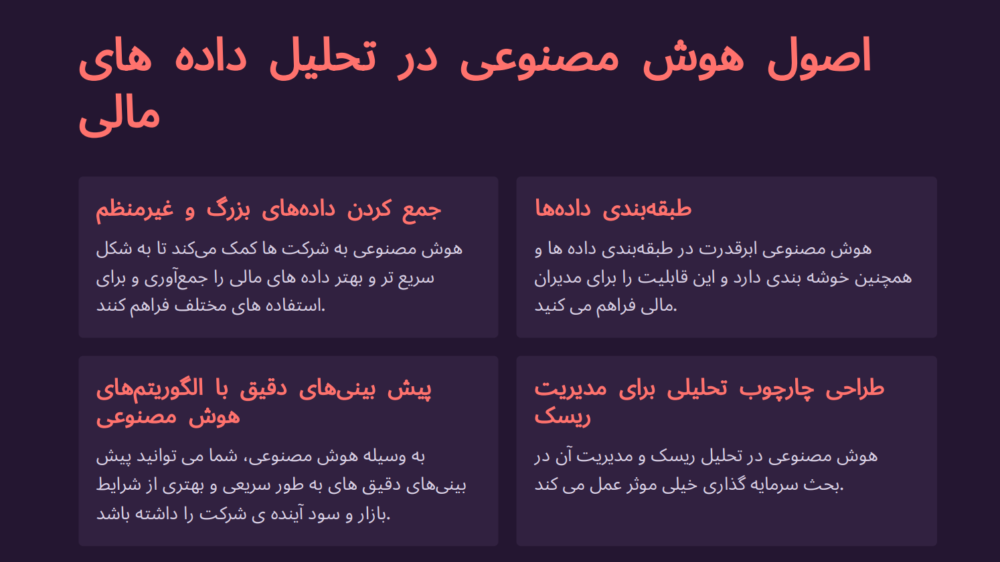 اصول هوش مصنوعی در تحلیل داده های
مالی
جمع کردن داده‌های بزرگ و غیرمنظم
هوش مصنوعی به شرکت ها کمک می‌کند تا به شکل
سریع تر و بهتر داده های مالی را جمع‌آوری و برای
استفاده های مختلف فراهم کنند.
طبقه‌بندی داده‌ها
هوش مصنوعی ابرقدرت در طبقه‌بندی داده ها و
همچنین خوشه بندی دارد و این قابلیت را برای مدیران
مالی فراهم می کنید.
پیش بینی‌های دقیق با الگوریتم‌های
هوش مصنوعی
به وسیله هوش مصنوعی، شما می توانید پیش
بینی‌های دقیق های به طور سریعی و بهتری از شرایط
بازار و سود آینده ی شرکت را داشته باشد.
طراحی چارچوب تحلیلی برای مدیریت
ریسک
هوش مصنوعی در تحلیل ریسک و مدیریت آن در
بحث سرمایه گذاری خیلی موثر عمل می کند.